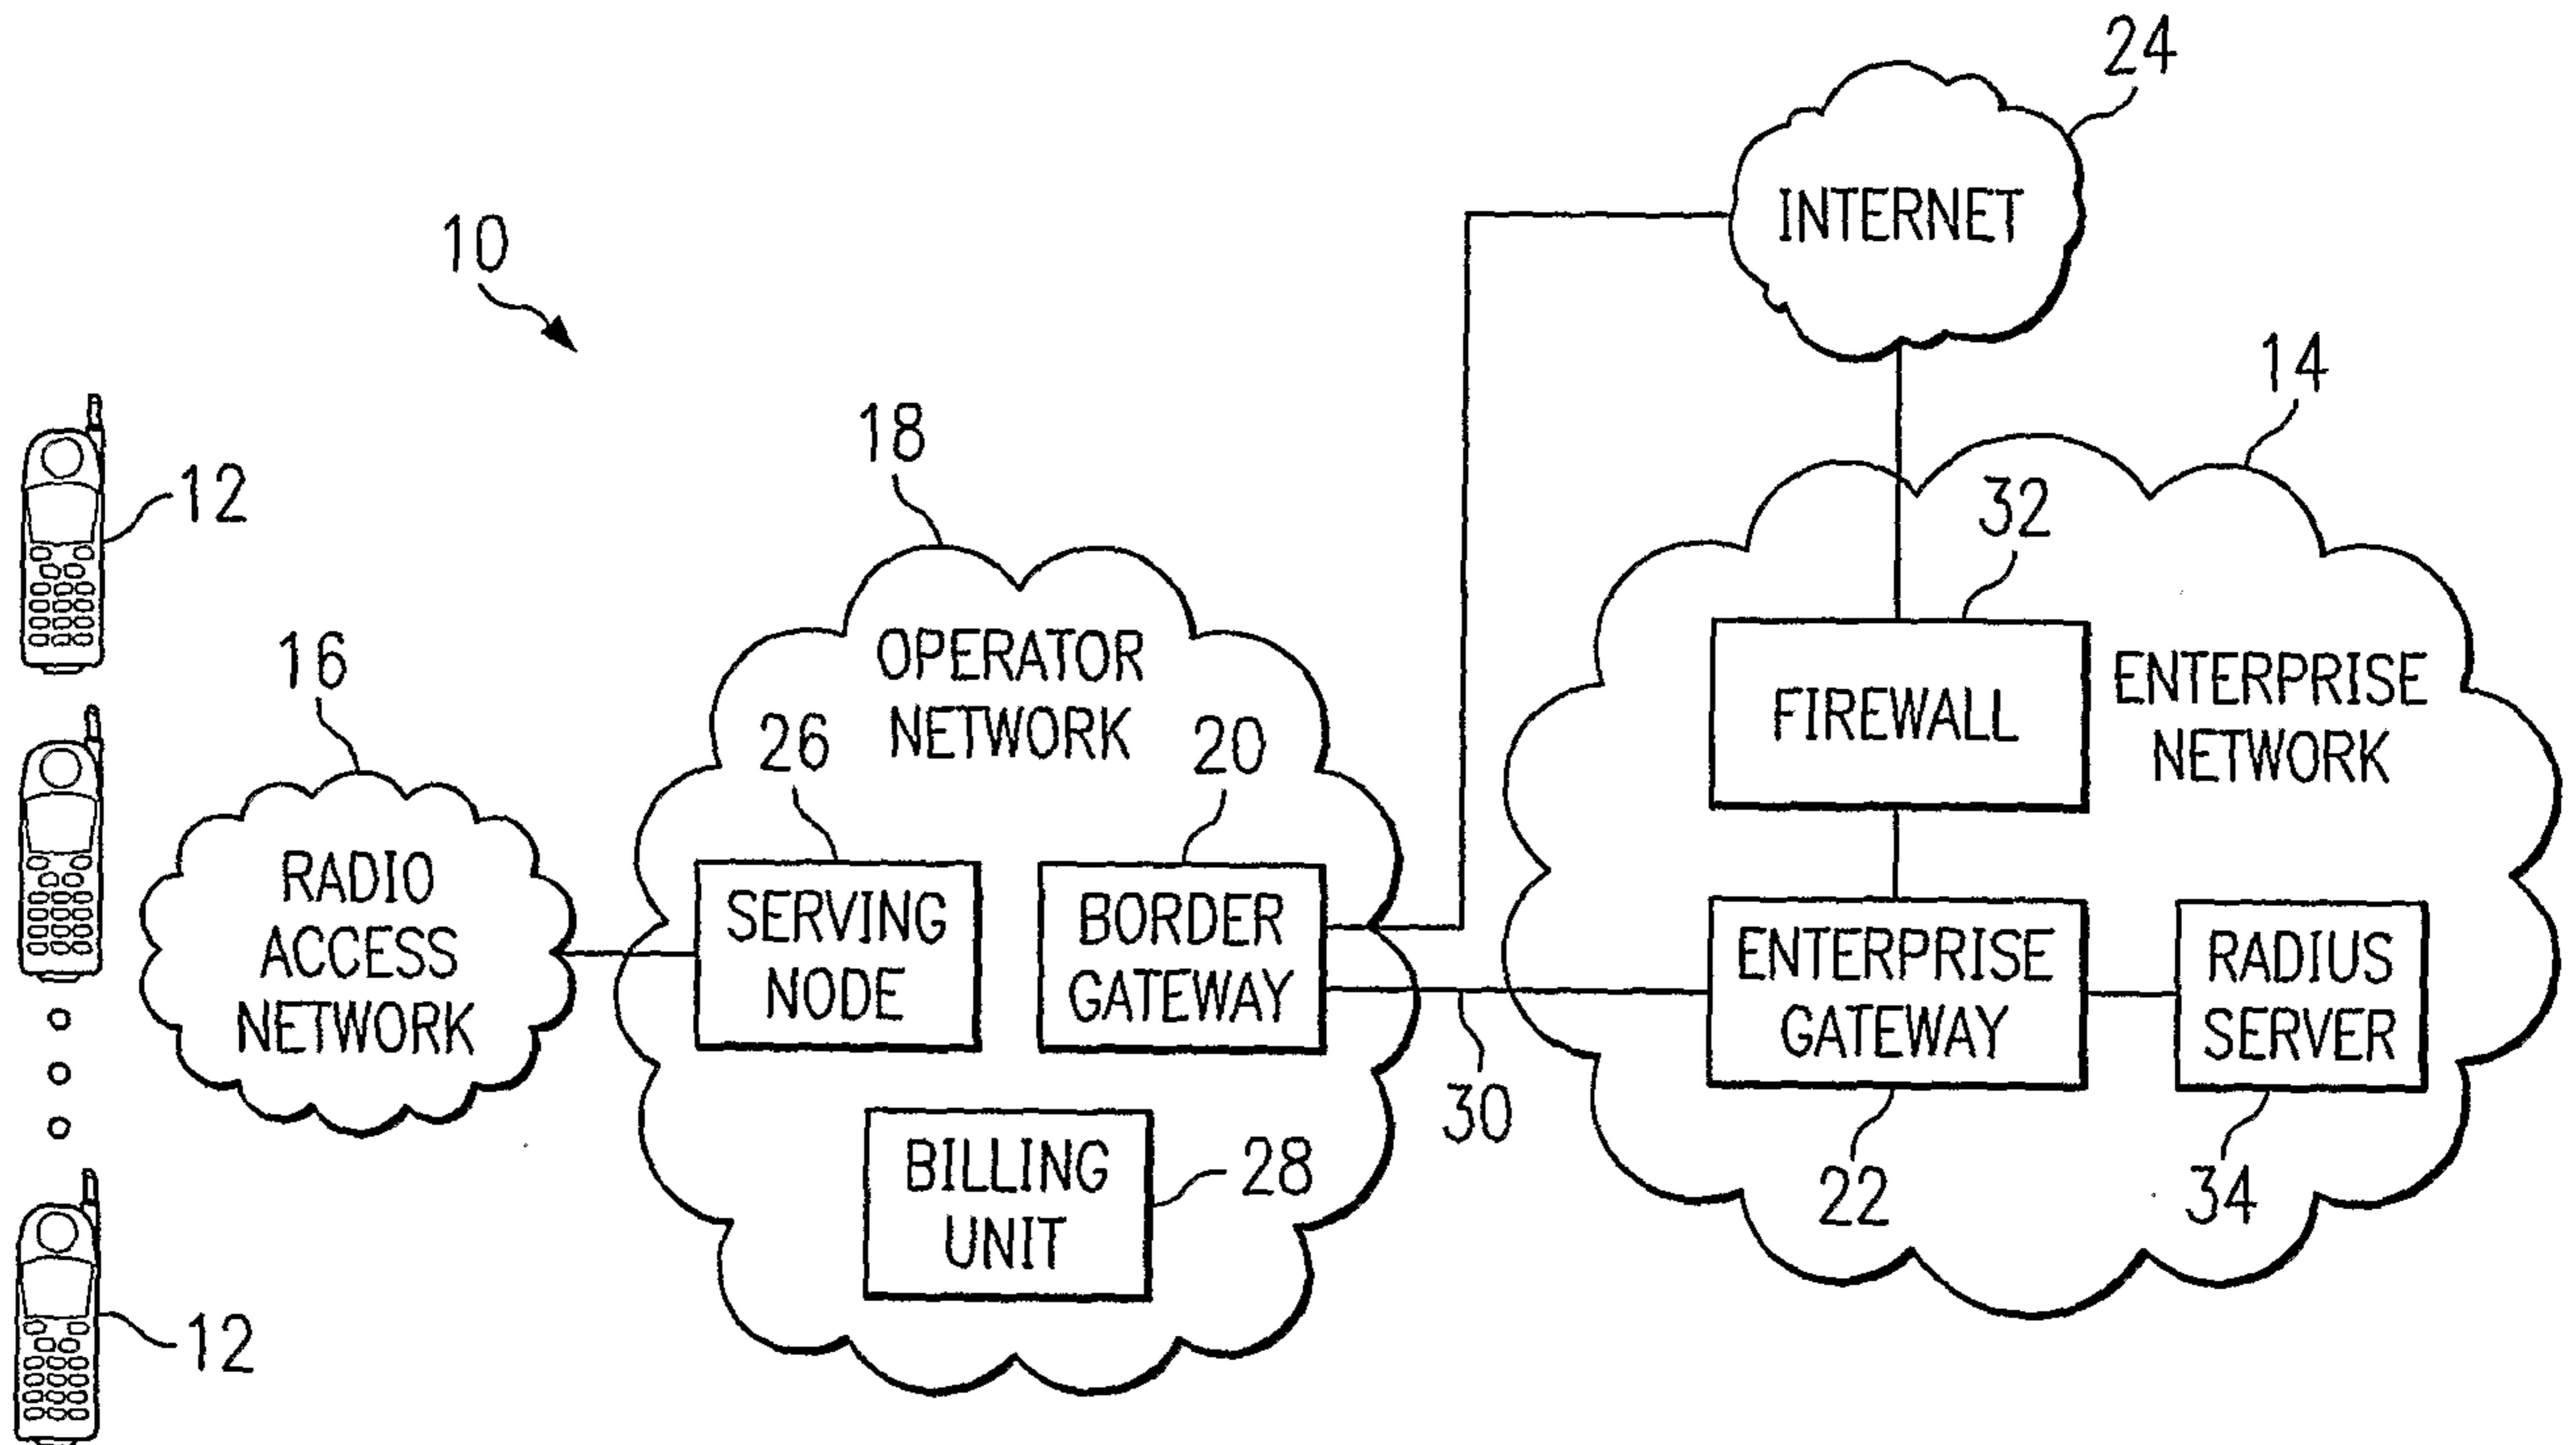 24
INTERNET
10
14
18
32
12
OPERATOR
NETWORK
16
26
20
FIREWALL
ENTERPRISE
NETWORK
RADIO
ACCESS
NETWORK
SERVING
NODE
BORDER
GATEWAY
ENTERPRISE
GATEWAY
RADIUS
SERVER
30
BILLING
UNIT
28
22
34
12